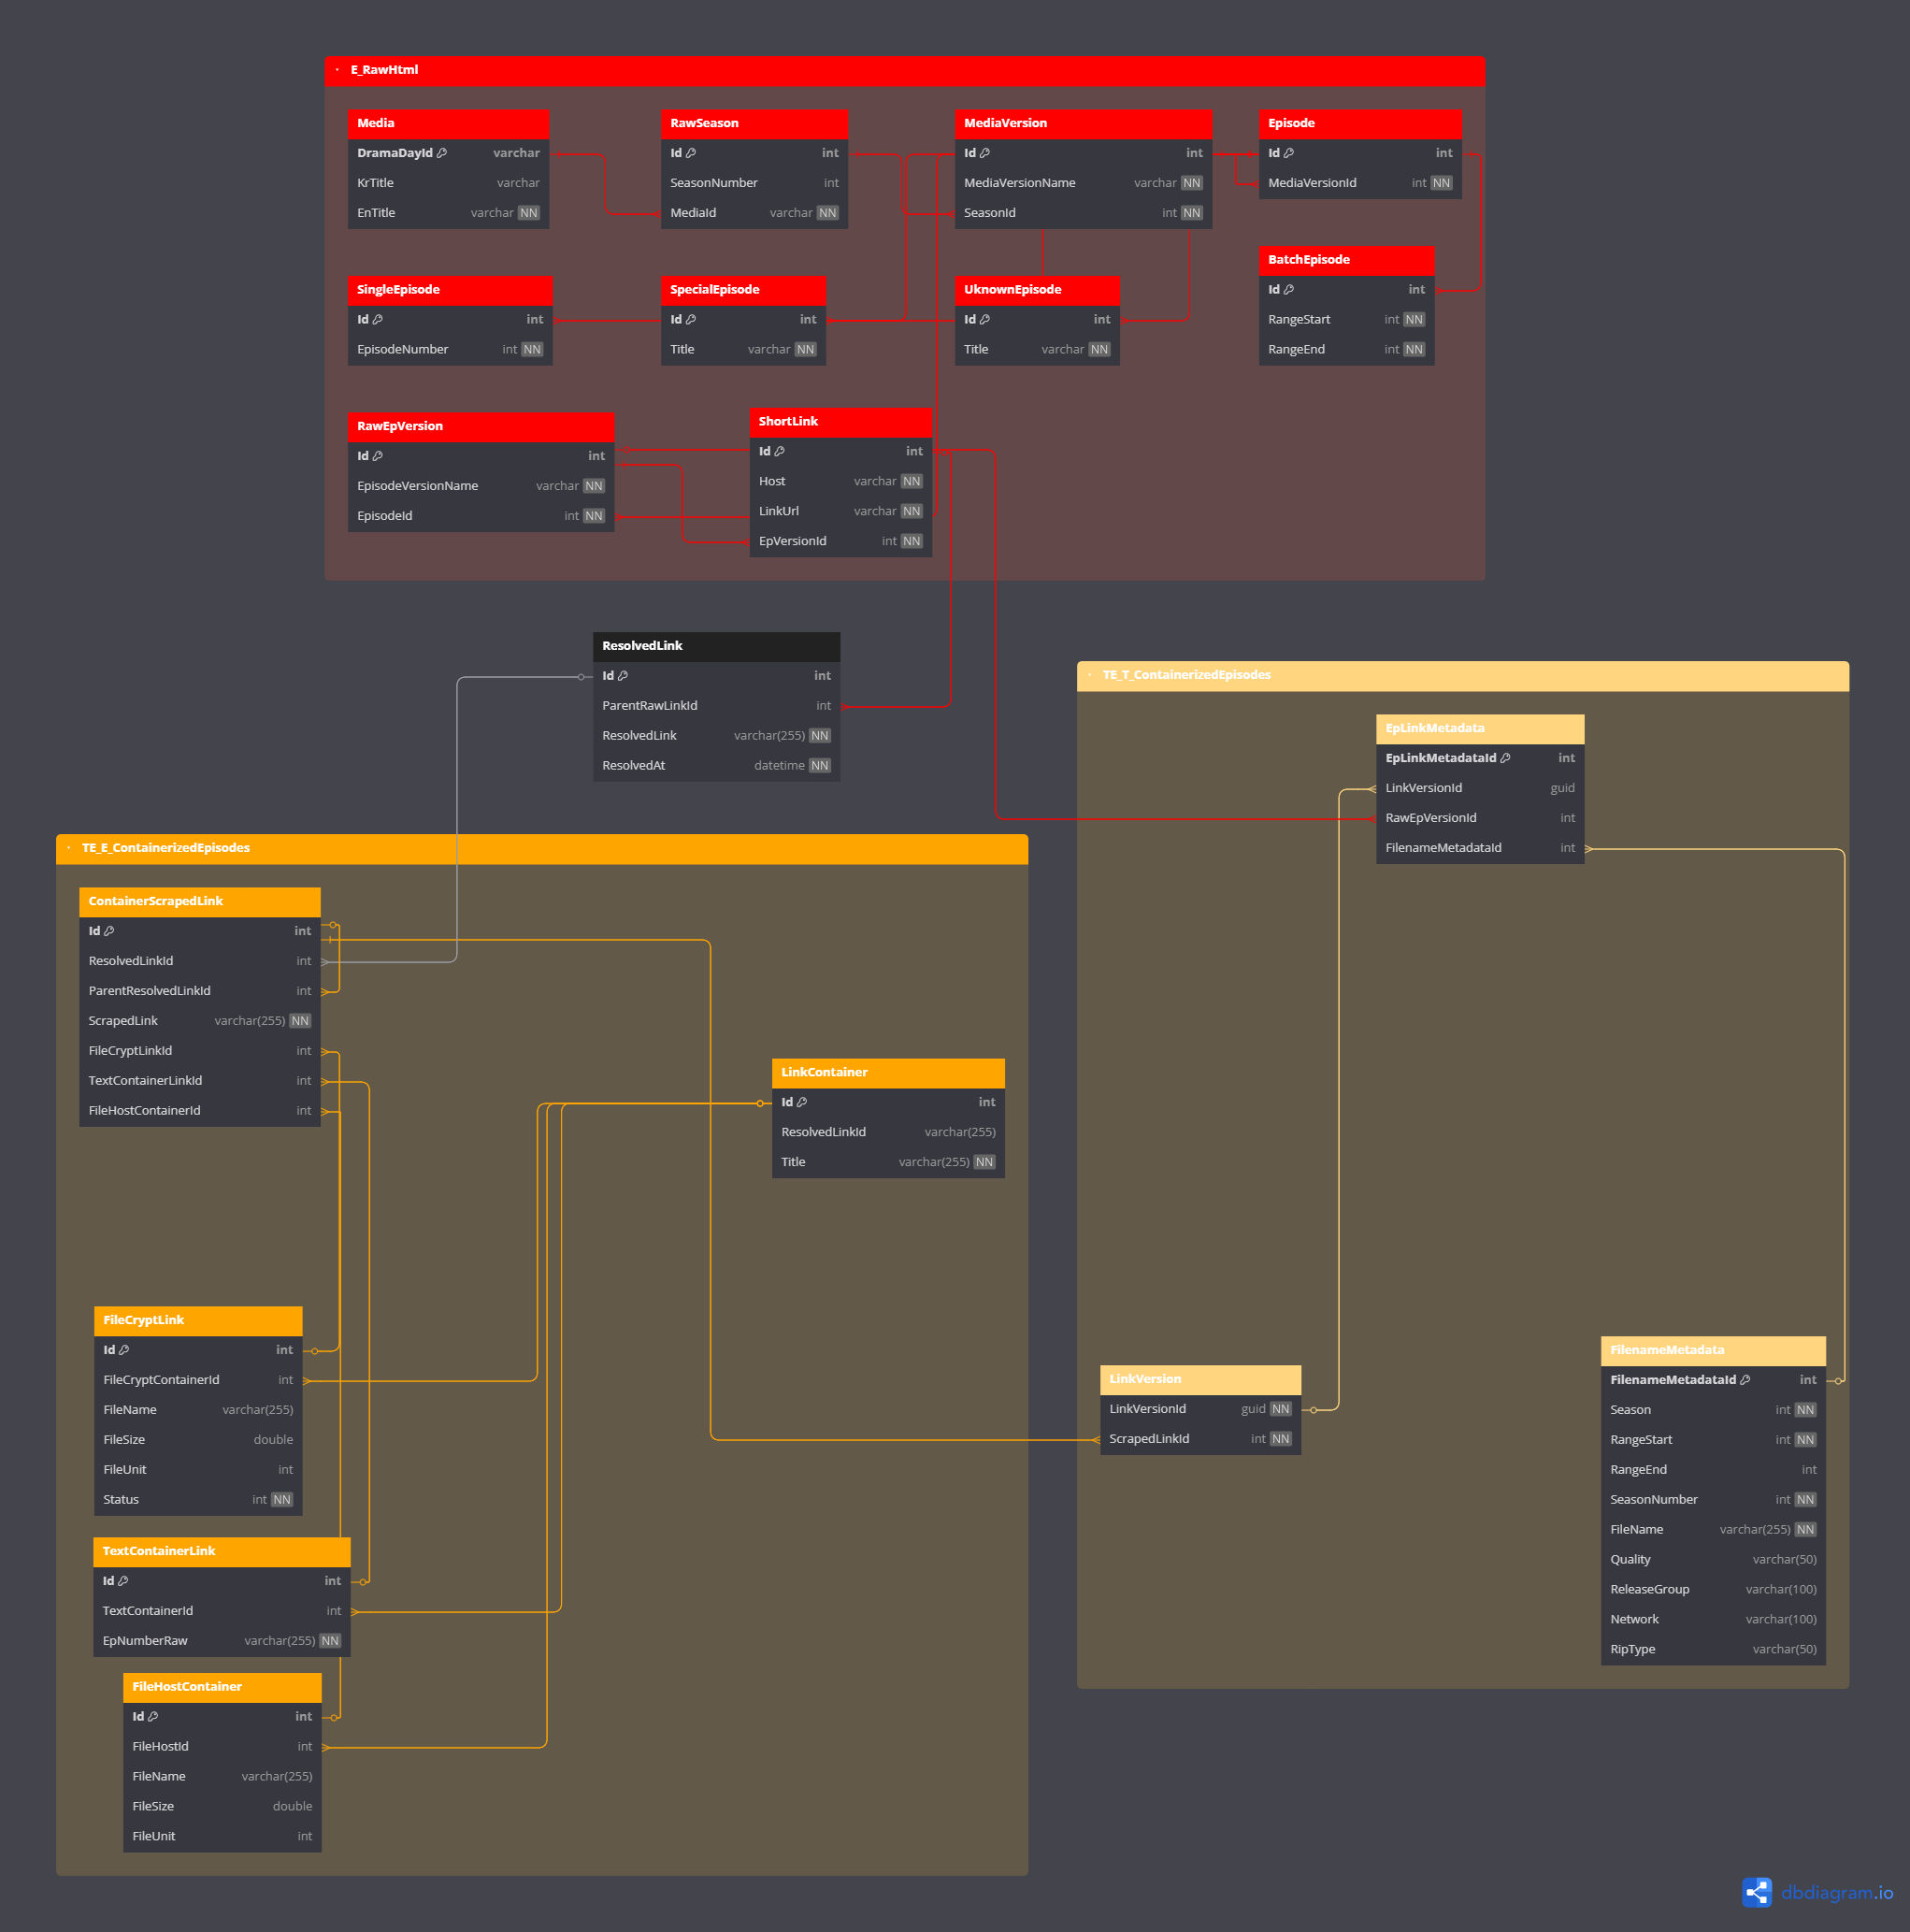 E_RawHtml
Media
DramaDayId varchar
KrTitle varchar
EnTitle varchar NN
RawSeason
Id int
SeasonNumber int
MediaId varchar NN
MediaVersion
Id int
MediaVersionName varchar NN
SeasonId int NN
Episode
Id int
MediaVersionId int NN
SingleEpisode
Id int
EpisodeNumber int NN
SpecialEpisode
Id int
Title varchar NN
UknownEpisode
Id int
Title varchar NN
BatchEpisode
Id int
RangeStart int NN
RangeEnd int NN
RawEpVersion
Id int
EpisodeVersionName varchar NN
EpisodeId int NN
ShortLink
Id int
Host varchar NN
LinkUrl varchar NN
EpVersionId int NN
ResolvedLink
Id int
ParentRawLinkId int
ResolvedLink varchar(255) NN
ResolvedAt datetime NN
TE_T_ContainerizedEpisodes
EpLinkMetadata
EpLinkMetadataId int
LinkVersionId guid
RawEpVersionId int
FilenameMetadataId int
LinkVersion
LinkVersionId guid NN
ScrapedLinkId int NN
FilenameMetadata
FilenameMetadataId int
Season int NN
RangeStart int NN
RangeEnd int
SeasonNumber int NN
FileName varchar(255) NN
Quality varchar(50)
ReleaseGroup varchar(100)
Network varchar(100)
RipType varchar(50)
TE_E_ContainerizedEpisodes
ContainerScrapedLink
Id int
ResolvedLinkId int
ParentResolvedLinkId int
ScrapedLink varchar(255) NN
FileCryptLinkId int
TextContainerLinkId int
FileHostContainerId int
LinkContainer
Id int
ResolvedLinkId varchar(255)
Title varchar(255) NN
FileCryptLink
Id int
FileCryptContainerId int
FileName varchar(255)
FileSize double
FileUnit int
Status int NN
TextContainerLink
Id int
TextContainerId int
EpNumberRaw varchar(255) NN
FileHostContainer
Id int
FileHostId int
FileName varchar(255)
FileSize double
FileUnit int
dbdiagram.io